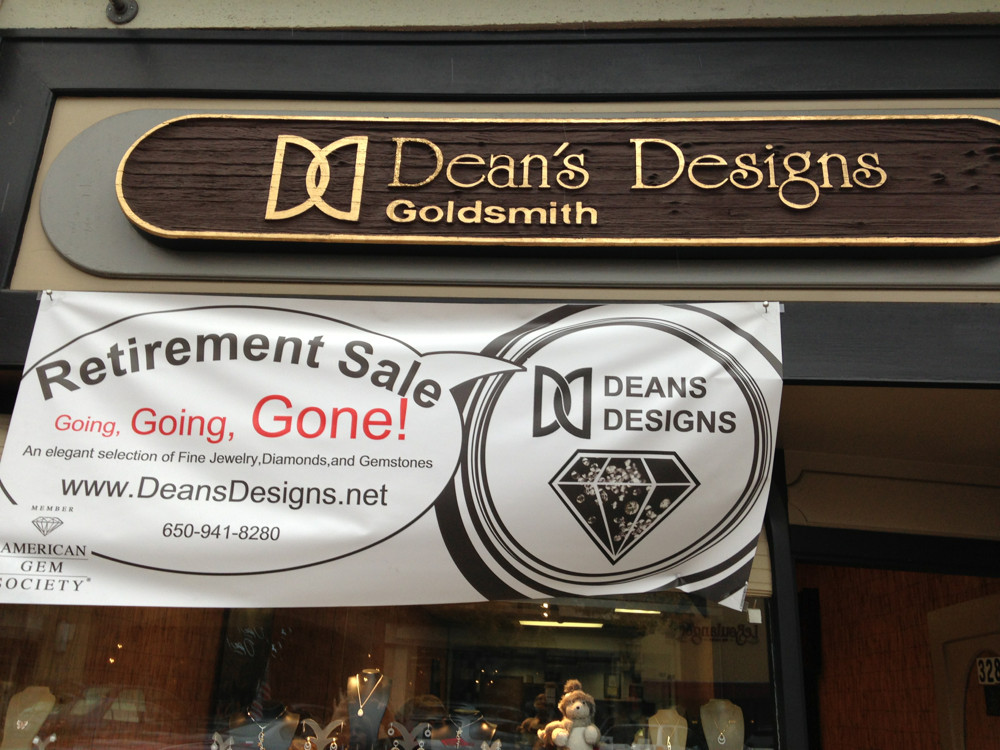 Dean's Designs
Goldsmith
Retirement Sale
Going, Going, Gone!
An elegant selection of Fine Jewelry,Diamonds,and Gemstones
www.DeansDesigns.net
650-941-8280
MEMBER
AMERICAN
GEM
SOCIETY®
DEANS
DESIGNS
328